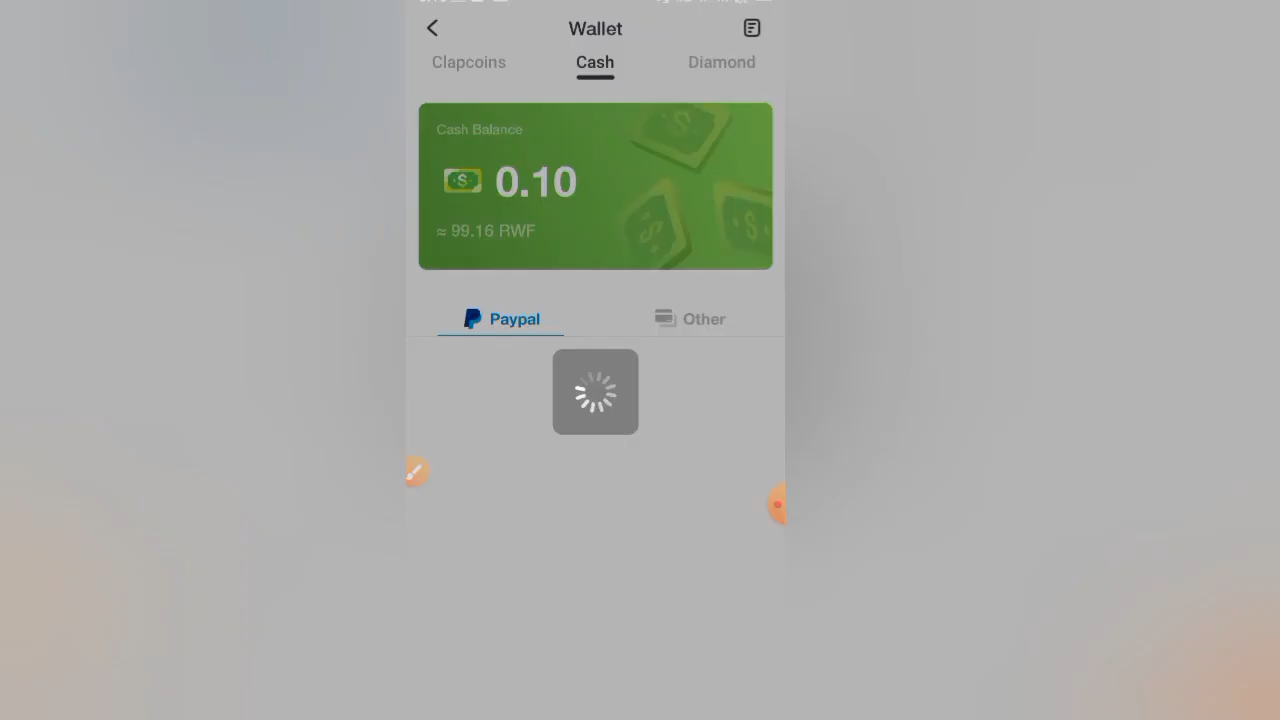 Wallet
Clapcoins Cash Diamond
Cash Balance
0.10
≈ 99.16 RWF
Paypal Other